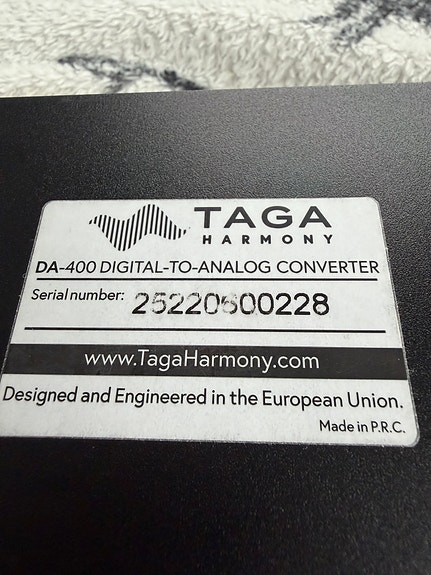 TAGA
HARMONY
DA-400 DIGITAL-TO-ANALOG CONVERTER
Serial number: 25220600228
www.TagaHarmony.com
Designed and Engineered in the European Union.
Made in P.R.C.